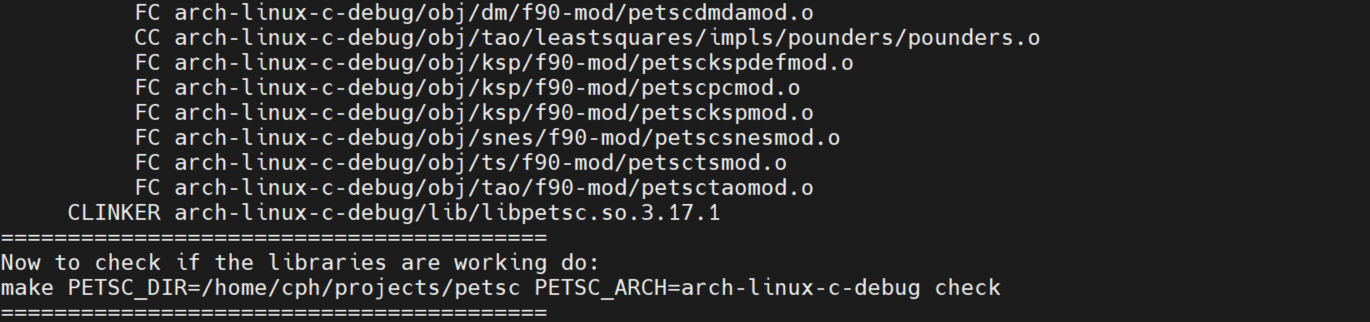 FC arch-linux-c-debug/obj/dm/f90-mod/petscdmdamod.o
CC arch-linux-c-debug/obj/tao/leastsquares/impls/pounders/pounders.o
FC arch-linux-c-debug/obj/ksp/f90-mod/petsckspdefmod.o
FC arch-linux-c-debug/obj/ksp/f90-mod/petscpcmod.o
FC arch-linux-c-debug/obj/ksp/f90-mod/petsckspmod.o
FC arch-linux-c-debug/obj/snes/f90-mod/petscsnesmod.o
FC arch-linux-c-debug/obj/ts/f90-mod/petsctsmod.o
FC arch-linux-c-debug/obj/tao/f90-mod/petsctaomod.o
CLINKER arch-linux-c-debug/lib/libpetsc.so.3.17.1
=========================================
Now to check if the libraries are working do:
make PETSC_DIR=/home/cph/projects/petsc PETSC_ARCH=arch-linux-c-debug check
=========================================